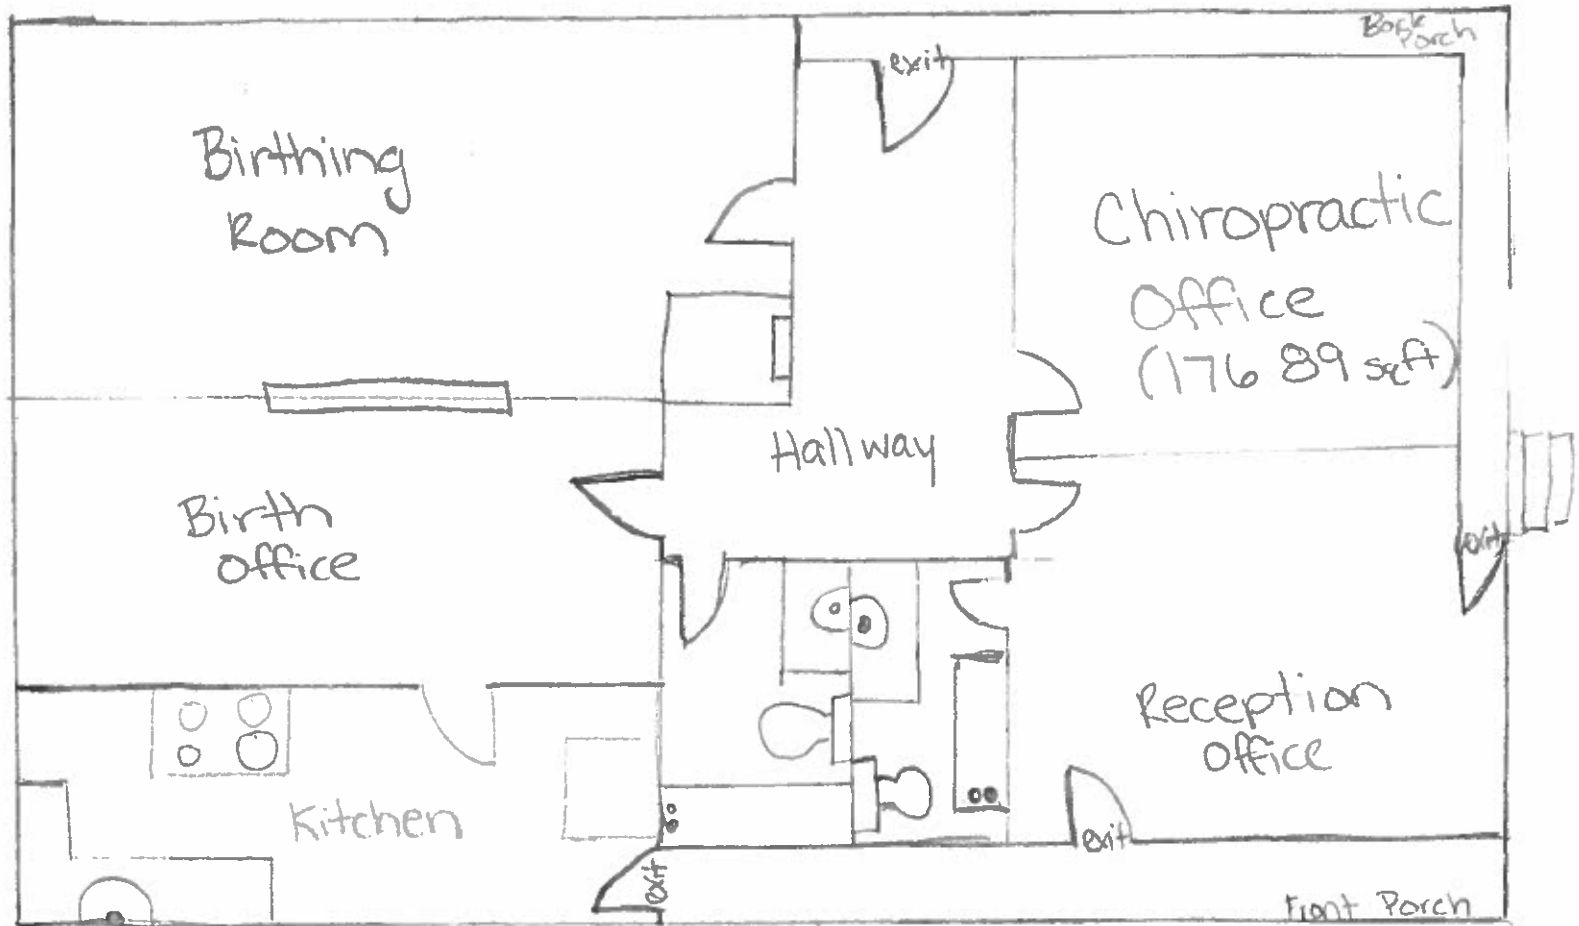 Back
Porch
exit
Birthing
Room
Chiropractic
Office
(176 89 sqft)
Hallway
Birth
Office
exit
Reception
Office
Kitchen
exit
exit
Front Porch